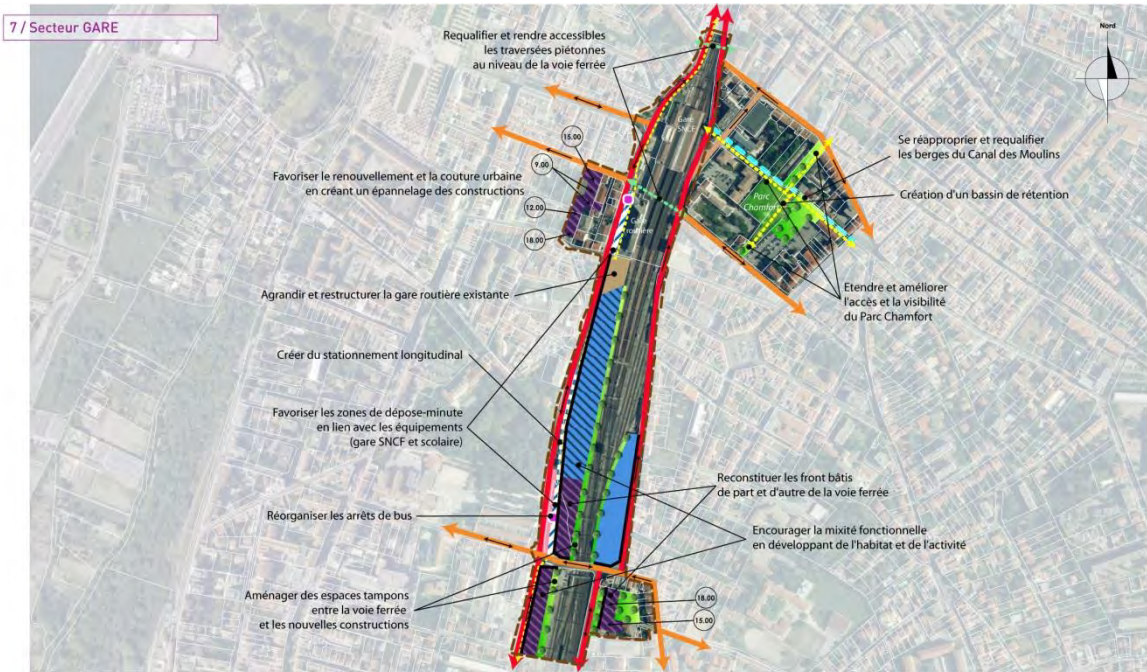 7 / Secteur GARE
Nord
Requalifier et rendre accessibles
les traversées piétonnes
au niveau de la voie ferrée
Gare
SNCF
Se réapproprier et requalifier
les berges du Canal des Moulins
15.00
9.00
Favoriser le renouvellement et la couture urbaine
en créant un épannelage des constructions
12.00
18.00
Parc
Chamfort
Création d'un bassin de rétention
Gare
routière
Agrandir et restructurer la gare routière existante
Etendre et améliorer
l'accès et la visibilité
du Parc Chamfort
Créer du stationnement longitudinal
Favoriser les zones de dépose-minute
en lien avec les équipements
(gare SNCF et scolaire)
Reconstituer les front bâtis
de part et d'autre de la voie ferrée
Réorganiser les arrêts de bus
Encourager la mixité fonctionnelle
en développant de l'habitat et de l'activité
Aménager des espaces tampons
entre la voie ferrée
et les nouvelles constructions
18.00
15.00